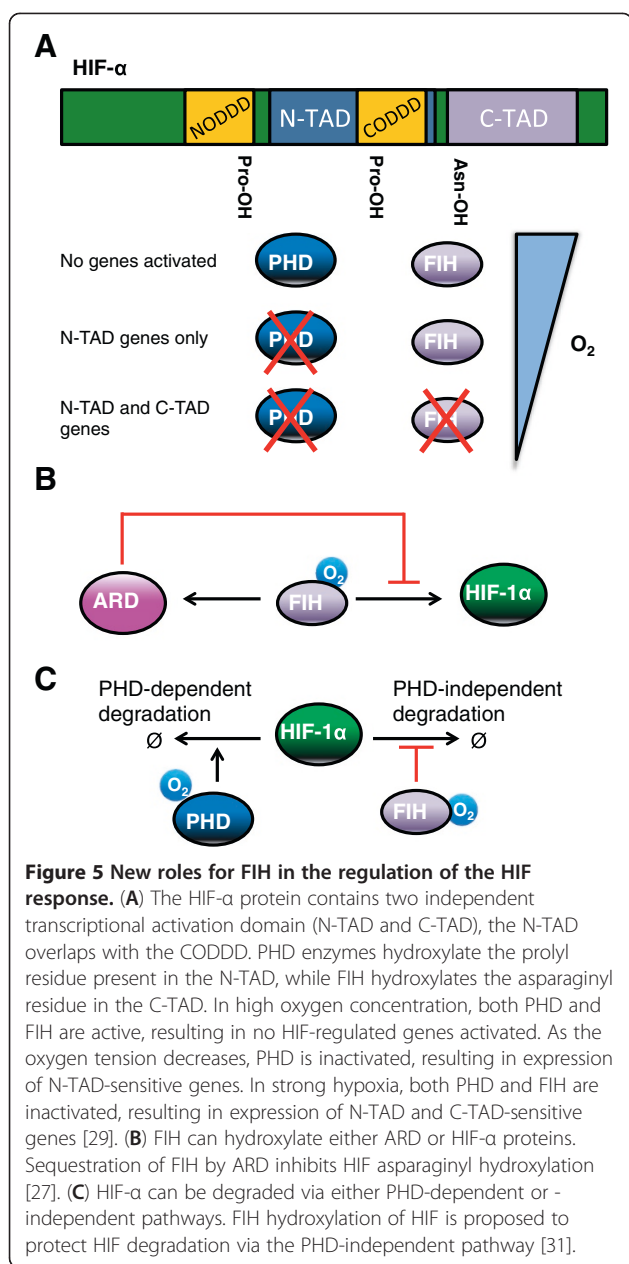 A
HIF-α
NODDD N-TAD CODDD C-TAD
Pro-OH Pro-OH Asn-OH
No genes activated PHD FIH
N-TAD genes only PHD FIH O₂
N-TAD and C-TAD
genes PHD FIH
B
O₂
ARD FIH HIF-1α
C
PHD-dependent PHD-independent
degradation degradation
Ø HIF-1α Ø
O₂ PHD FIH O₂
Figure 5 New roles for FIH in the regulation of the HIF
response. (A) The HIF-α protein contains two independent
transcriptional activation domain (N-TAD and C-TAD), the N-TAD
overlaps with the CODDD. PHD enzymes hydroxylate the prolyl
residue present in the N-TAD, while FIH hydroxylates the asparaginyl
residue in the C-TAD. In high oxygen concentration, both PHD and
FIH are active, resulting in no HIF-regulated genes activated. As the
oxygen tension decreases, PHD is inactivated, resulting in expression
of N-TAD-sensitive genes. In strong hypoxia, both PHD and FIH are
inactivated, resulting in expression of N-TAD and C-TAD-sensitive
genes [29]. (B) FIH can hydroxylate either ARD or HIF-α proteins.
Sequestration of FIH by ARD inhibits HIF asparaginyl hydroxylation
[27]. (C) HIF-α can be degraded via either PHD-dependent or -
independent pathways. FIH hydroxylation of HIF is proposed to
protect HIF degradation via the PHD-independent pathway [31].